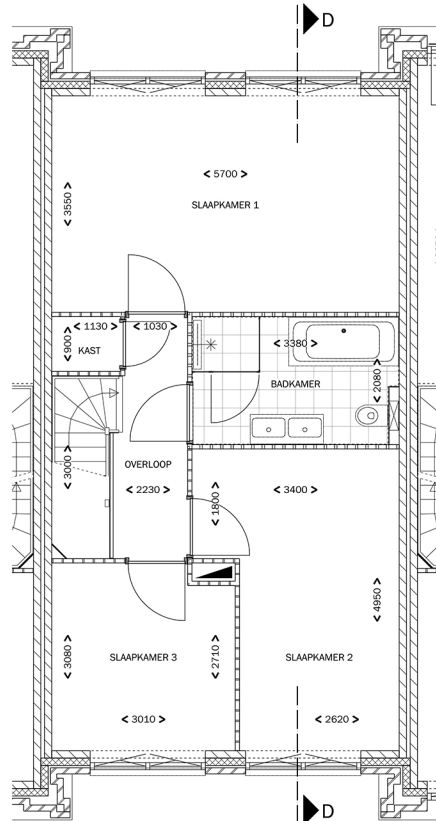 D
< 5700 >
< 3550 >
SLAAPKAMER 1
< 1130 >
< 1030 >
< 900 >
KAST
< 3380 >
BADKAMER
< 2080 >
OVERLOOP
< 2230 >
< 3000 >
< 1800 >
< 3400 >
< 4950 >
< 3080 >
SLAAPKAMER 3
< 2710 >
SLAAPKAMER 2
< 3010 >
< 2620 >
D